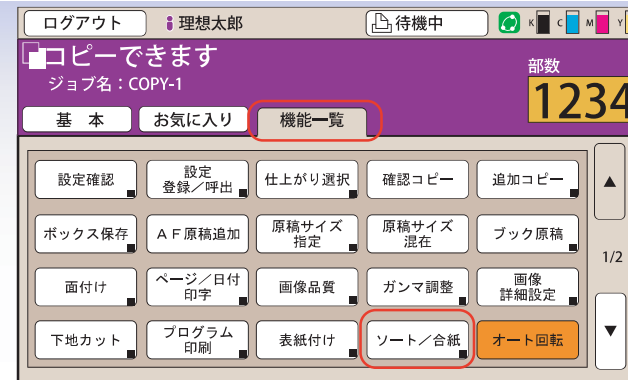 ログアウト
理想太郎
待機中
K C M Y
コピーできます
ジョブ名：COPY-1
部数
1234
基 本
お気に入り
機能一覧
設定確認
設定
登録／呼出
仕上がり選択
確認コピー
追加コピー
ボックス保存
ＡＦ原稿追加
原稿サイズ
指定
原稿サイズ
混在
ブック原稿
1/2
面付け
ページ／日付
印字
画像品質
ガンマ調整
画像
詳細設定
下地カット
プログラム
印刷
表紙付け
ソート／合紙
オート回転